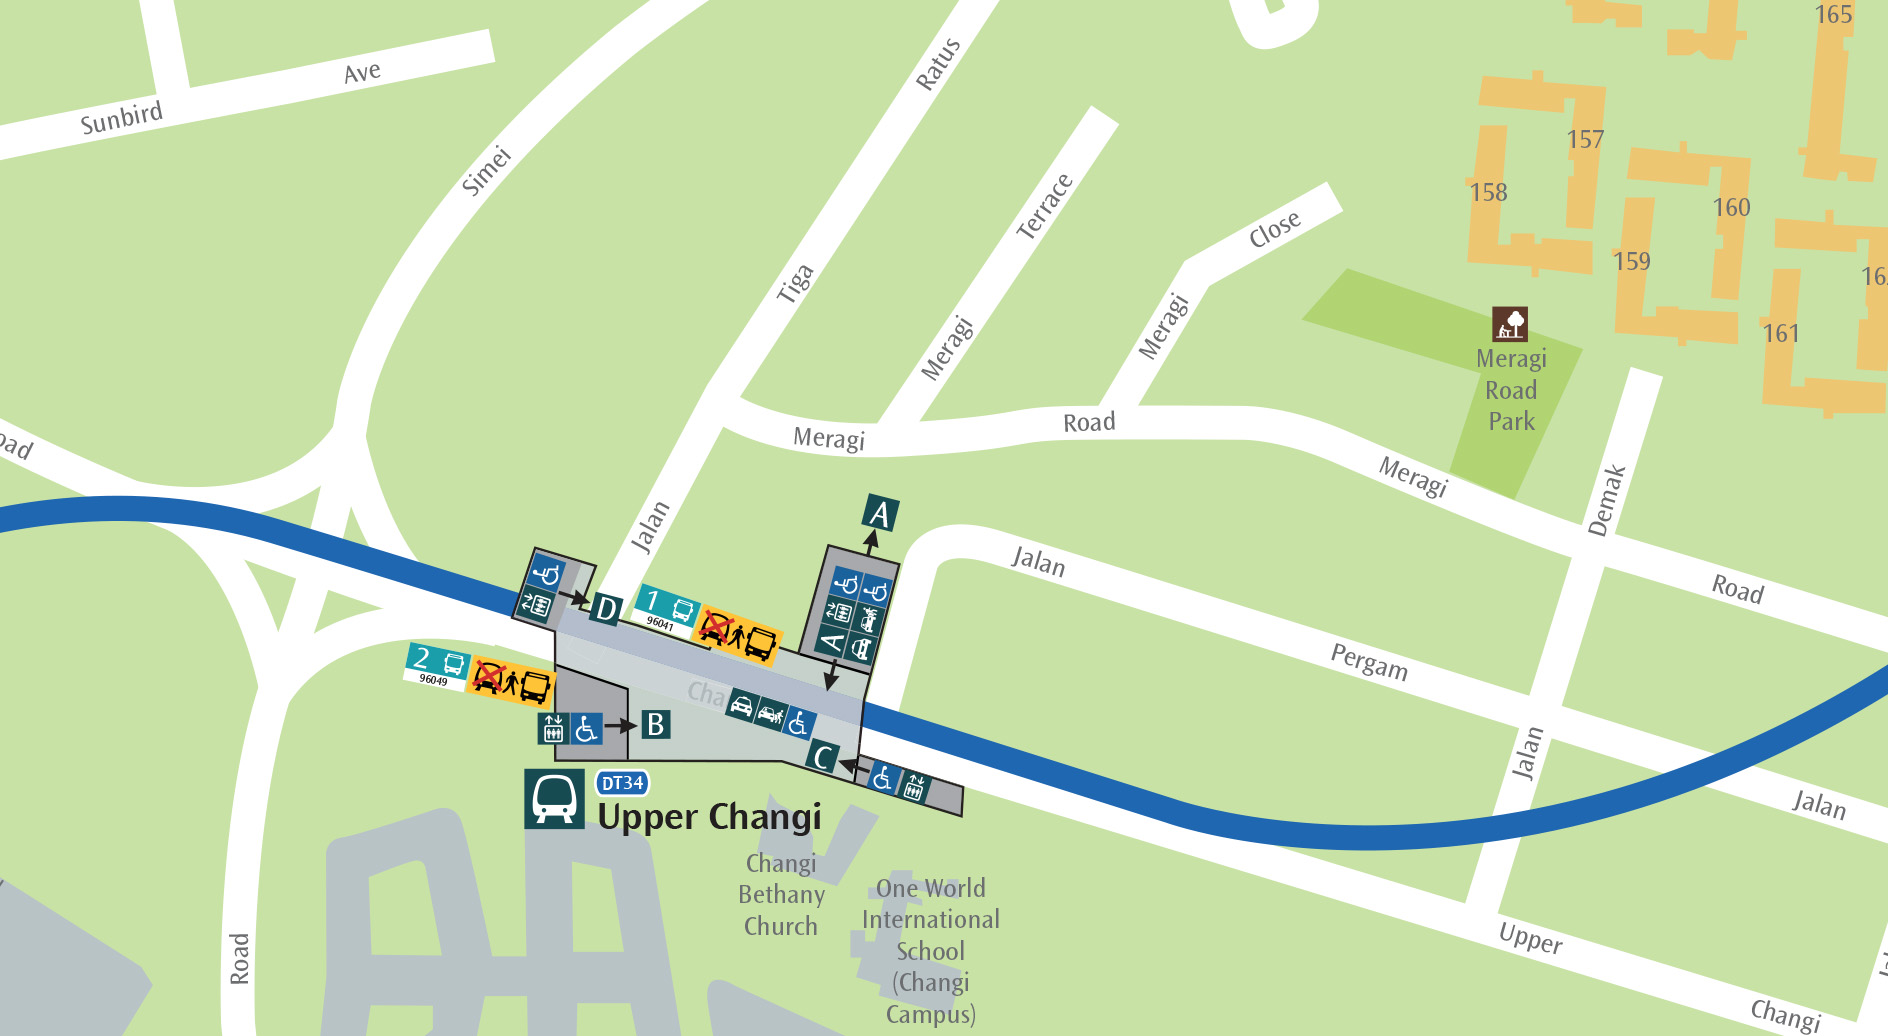 165
Sunbird Ave
Simei
Ratus
Tiga
Jalan
157
158
160
159
161
Meragi Terrace
Meragi Close
Meragi
Road
Park
Meragi Road
Meragi
Road
Demak
Jalan
Jalan
Pergam
Jalan
A
A
D
1
96041
2
96049
Cha
B
C
DT34
Upper Changi
Changi
Bethany
Church
One World
International
School
(Changi
Campus)
Road
Upper
Changi